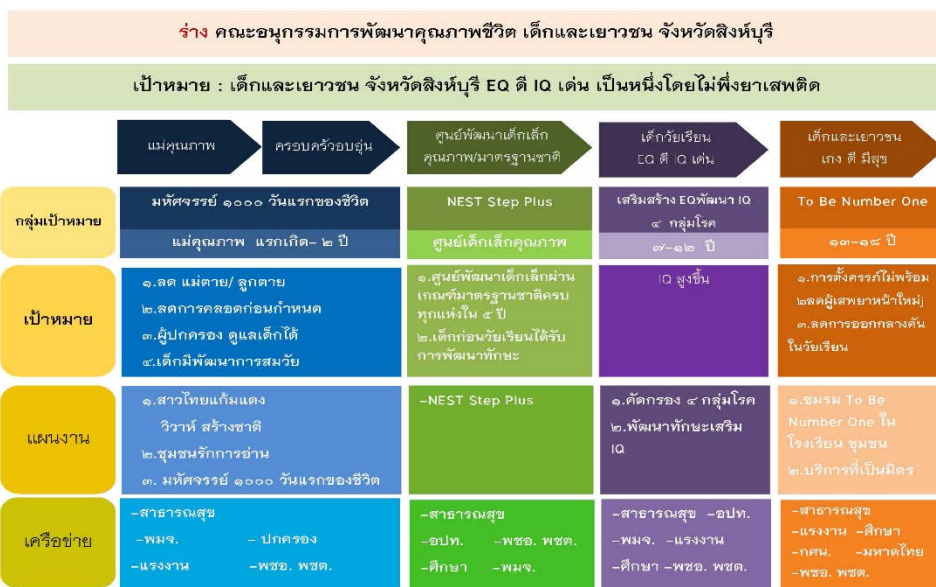 ร่าง คณะอนุกรรมการพัฒนาคุณภาพชีวิต เด็กและเยาวชน จังหวัดสิงห์บุรี
เป้าหมาย : เด็กและเยาวชน จังหวัดสิงห์บุรี EQ ดี IQ เด่น เป็นหนึ่งโดยไม่พึ่งยาเสพติด
แม่คุณภาพ
ครอบครัวอบอุ่น
ศูนย์พัฒนาเด็กเล็ก
คุณภาพ/มาตรฐานชาติ
เด็กวัยเรียน
EQ ดี IQ เด่น
เด็กและเยาวชน
เก่ง ดี มีสุข
กลุ่มเป้าหมาย
มหัศจรรย์ ๑๐๐๐ วันแรกของชีวิต
แม่คุณภาพ แรกเกิด- ๒ ปี
NEST Step Plus
ศูนย์เด็กเล็กคุณภาพ
เสริมสร้าง EQพัฒนา IQ
๔ กลุ่มโรค
๗-๑๒ ปี
To Be Number One
๑๓-๑๘ ปี
เป้าหมาย
๑.ลด แม่ตาย/ ลูกตาย
๒.ลดการคลอดก่อนกำหนด
๓.ผู้ปกครอง ดูแลเด็กได้
๔.เด็กมีพัฒนาการสมวัย
๑.ศูนย์พัฒนาเด็กเล็กผ่าน
เกณฑ์มาตรฐานชาติครบ
ทุกแห่งใน ๕ ปี
๒.เด็กก่อนวัยเรียนได้รับ
การพัฒนาทักษะ
IQ สูงขึ้น
๑.การตั้งครรภ์ไม่พร้อม
๒ลดผู้เสพยาหน้าใหม่j
๓.ลดการออกกลางคัน
ในวัยเรียน
แผนงาน
๑.สาวไทยแก้มแดง
วิวาห์ สร้างชาติ
๒.ชุมชนรักการอ่าน
๓. มหัศจรรย์ ๑๐๐๐ วันแรกของชีวิต
-NEST Step Plus
๑.คัดกรอง ๔ กลุ่มโรค
๒.พัฒนาทักษะเสริม
IQ
๑.ชมรม To Be
Number One ใน
โรงเรียน ชุมชน
๒.บริการที่เป็นมิตร
เครือข่าย
-สาธารณสุข
-พมจ. - ปกครอง
-แรงงาน -พชอ. พชต.
-สาธารณสุข
-อปท. -พชอ. พชต.
-ศึกษา -พมจ.
-สาธารณสุข -อปท.
-พมจ. -แรงงาน
-ศึกษา -พชอ. พชต.
-สาธารณสุข
-แรงงาน -ศึกษา
-กศน. -มหาดไทย
-พชอ. พชต.